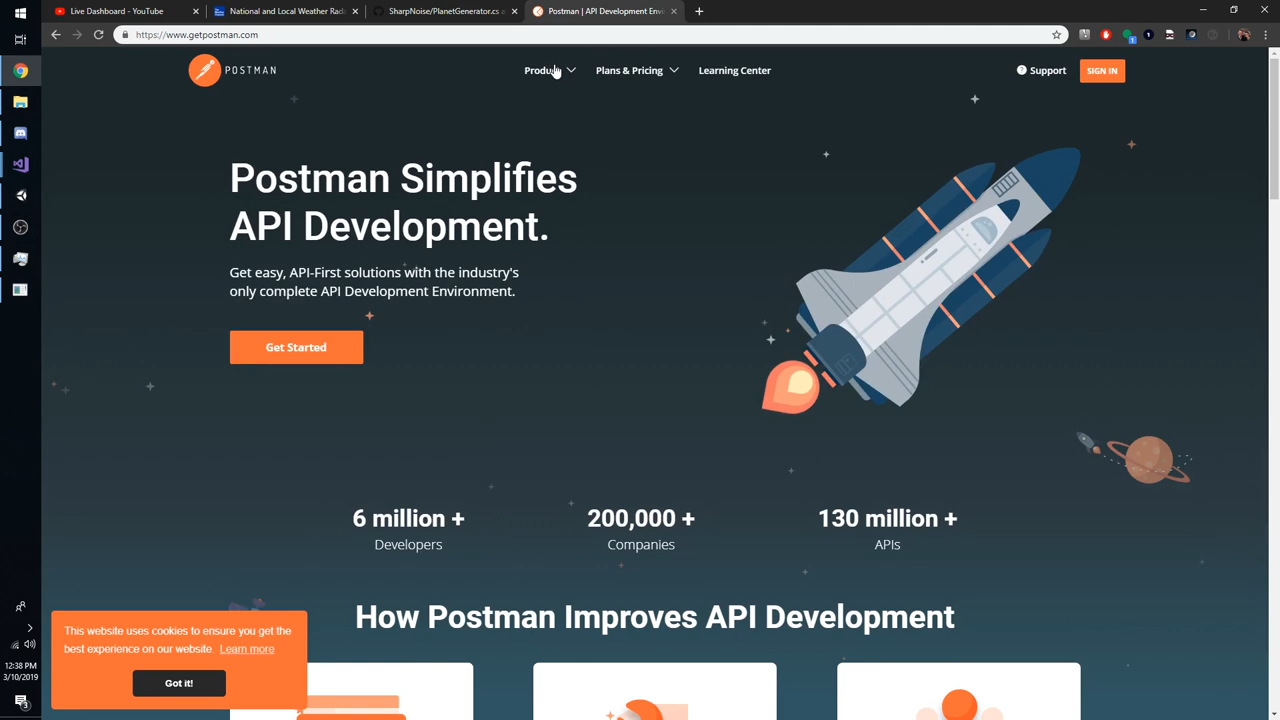 Live Dashboard - YouTube
National and Local Weather Rad
SharpNoise/PlanetGenerator.cs a
Postman | API Development Envi
https://www.getpostman.com
POSTMAN
Plans & Pricing
Learning Center
Support
SIGN IN
Postman Simplifies
API Development.
Get easy, API-First solutions with the industry's
only complete API Development Environment.
Get Started
6 million +
200,000 +
130 million +
Developers
Companies
APIs
How Postman Improves API Development
This website uses cookies to ensure you get the
best experience on our website. Learn more
Got it!
12:38 PM
3/10/2019